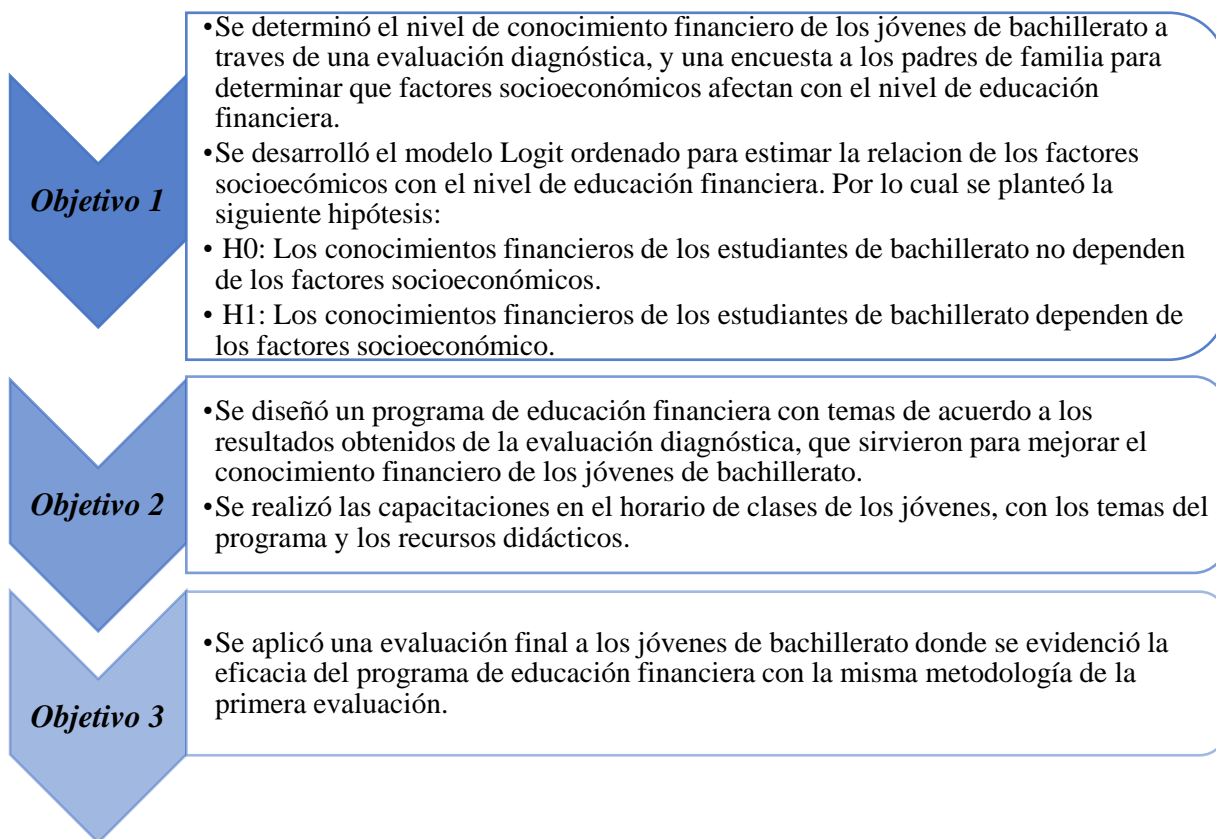 Objetivo 1
•Se determinó el nivel de conocimiento financiero de los jóvenes de bachillerato a
traves de una evaluación diagnóstica, y una encuesta a los padres de familia para
determinar que factores socioeconómicos afectan con el nivel de educación
financiera.
•Se desarrolló el modelo Logit ordenado para estimar la relacion de los factores
socioecómicos con el nivel de educación financiera. Por lo cual se planteó la
siguiente hipótesis:
• H0: Los conocimientos financieros de los estudiantes de bachillerato no dependen
de los factores socioeconómicos.
• H1: Los conocimientos financieros de los estudiantes de bachillerato dependen de
los factores socioeconómico.
Objetivo 2
•Se diseñó un programa de educación financiera con temas de acuerdo a los
resultados obtenidos de la evaluación diagnóstica, que sirvieron para mejorar el
conocimiento financiero de los jóvenes de bachillerato.
•Se realizó las capacitaciones en el horario de clases de los jóvenes, con los temas del
programa y los recursos didácticos.
Objetivo 3
•Se aplicó una evaluación final a los jóvenes de bachillerato donde se evidenció la
eficacia del programa de educación financiera con la misma metodología de la
primera evaluación.